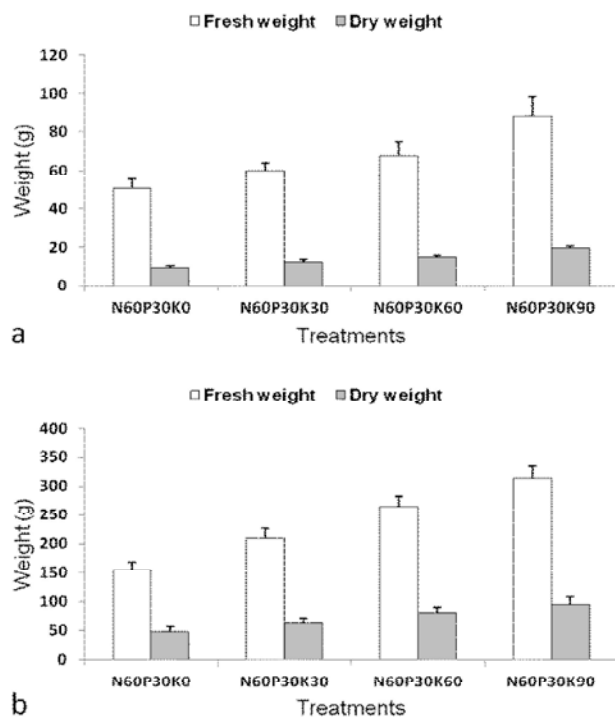 Fresh weight Dry weight
120
100
80
60
40
20
0
Weight (g)
N60P30K0 N60P30K30 N60P30K60 N60P30K90
Treatments
a
Fresh weight Dry weight
400
350
300
250
200
150
100
50
0
Weight (g)
N60P30K0 N60P30K30 N60P30K60 N60P30K90
Treatments
b